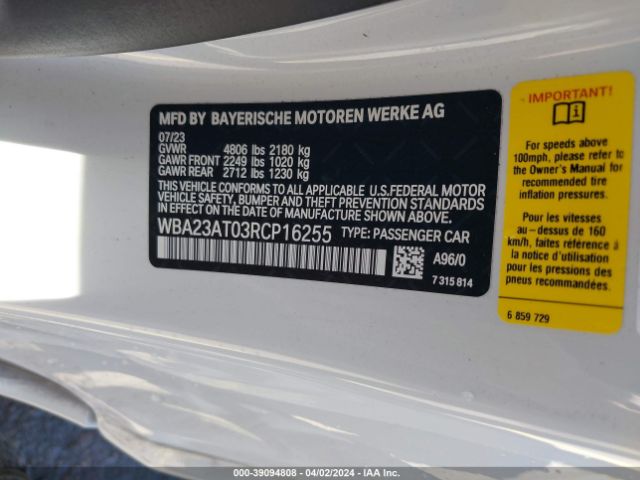 MFD BY BAYERISCHE MOTOREN WERKE AG
07/23
GVWR 4806 lbs 2180 kg
GAWR FRONT 2249 lbs 1020 kg
GAWR REAR 2712 lbs 1230 kg
THIS VEHICLE CONFORMS TO ALL APPLICABLE U.S.FEDERAL MOTOR
VEHICLE SAFETY, BUMPER AND THEFT PREVENTION STANDARDS
IN EFFECT ON THE DATE OF MANUFACTURE SHOWN ABOVE.
WBA23AT03RCP16255 TYPE: PASSENGER CAR
A96/0
7 315 814
IMPORTANT!
For speeds above
100mph, please refer to
the Owner's Manual for
recommended tire
inflation pressures.
Pour les vitesses
au - dessus de 160
km/h, faire référence à
la notice d'utilisation
pour les pressions des
pneus recommandées.
6 859 729
000-39094808 - 04/02/2024 - IAA Inc.